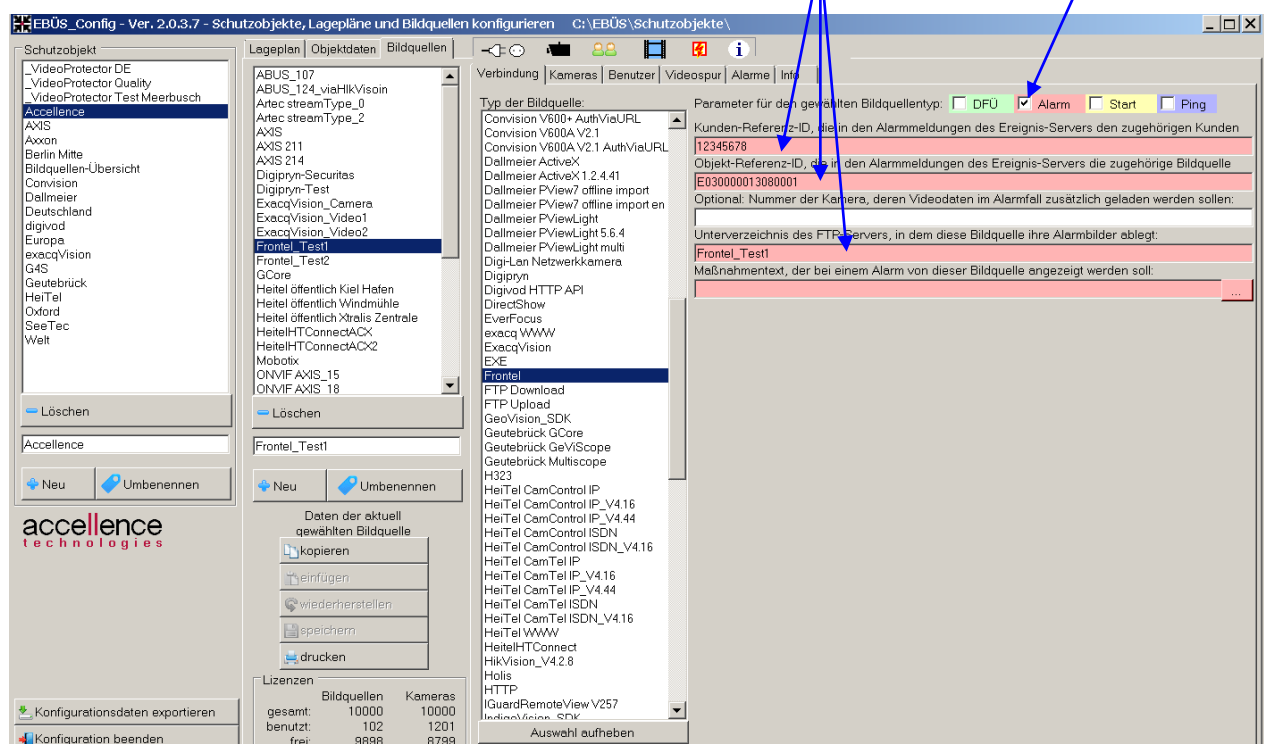 EBÜS_Config - Ver. 2.0.3.7 - Schutzobjekte, Lagepläne und Bildquellen konfigurieren C:\EBÜS\Schutzobjekte\
Schutzobjekt
_VideoProtector DE
_VideoProtector Quality
_VideoProtector Test Meerbusch
Accellence
AXIS
Axxon
Berlin Mitte
Bildquellen-Übersicht
Convision
Dallmeier
Deutschland
digivod
Europa
exacqVision
G4S
Geutebrück
HeiTel
Oxford
SeeTec
Welt
Löschen
Accellence
Neu
Umbenennen
accellence
technologies
Konfigurationsdaten exportieren
Konfiguration beenden
Lageplan
Objektdaten
Bildquellen
ABUS_107
ABUS_124_viaHIkVisoin
Artec streamType_0
Artec streamType_2
AXIS
AXIS 211
AXIS 214
Digipryn-Securitas
Digipryn-Test
ExacqVision_Camera
ExacqVision_Video1
ExacqVision_Video2
Frontel_Test1
Frontel_Test2
GCore
Heitel öffentlich Kiel Hafen
Heitel öffentlich Windmühle
Heitel öffentlich Xtralis Zentrale
HeitelHTConnectACX
HeitelHTConnectACX2
Mobotix
ONVIF AXIS_15
ONVIF AXIS 18
Löschen
Frontel_Test1
Neu
Umbenennen
Daten der aktuell
gewählten Bildquelle
kopieren
einfügen
wiederherstellen
speichern
drucken
Lizenzen
Bildquellen Kameras
gesamt: 10000 10000
benutzt: 102 1201
frei: 9898 8799
Verbindung
Kameras
Benutzer
Videospur
Alarme
Info
Typ der Bildquelle:
Convision V600+ AuthViaURL
Convision V600A V2.1
Convision V600A V2.1 AuthViaURL
Dallmeier ActiveX
Dallmeier ActiveX 1.2.4.41
Dallmeier PView7 offline import
Dallmeier PView7 offline import en
Dallmeier PViewLight
Dallmeier PViewLight 5.6.4
Dallmeier PViewLight multi
Digi-Lan Netzwerkkamera
Digipryn
Digivod HTTP API
DirectShow
EverFocus
exacq WWW
ExacqVision
EXE
Frontel
FTP Download
FTP Upload
GeoVision_SDK
Geutebrück GCore
Geutebrück GeViScope
Geutebrück Multiscope
H323
HeiTel CamControl IP
HeiTel CamControl IP_V4.16
HeiTel CamControl IP_V4.44
HeiTel CamControl ISDN
HeiTel CamControl ISDN_V4.16
HeiTel CamTel IP
HeiTel CamTel IP_V4.16
HeiTel CamTel IP_V4.44
HeiTel CamTel ISDN
HeiTel CamTel ISDN_V4.16
HeiTel WWW
HeitelHTConnect
HikVision_V4.2.8
Holis
HTTP
IGuardRemoteView V257
IndigoVision SDK
Auswahl aufheben
Parameter für den gewählten Bildquellentyp: DFÜ Alarm Start Ping
Kunden-Referenz-ID, die in den Alarmmeldungen des Ereignis-Servers den zugehörigen Kunden
12345678
Objekt-Referenz-ID, die in den Alarmmeldungen des Ereignis-Servers die zugehörige Bildquelle
E030000013080001
Optional: Nummer der Kamera, deren Videodaten im Alarmfall zusätzlich geladen werden sollen:
Unterverzeichnis des FTP-Servers, in dem diese Bildquelle ihre Alarmbilder ablegt:
Frontel_Test1
Maßnahmentext, der bei einem Alarm von dieser Bildquelle angezeigt werden soll:
...